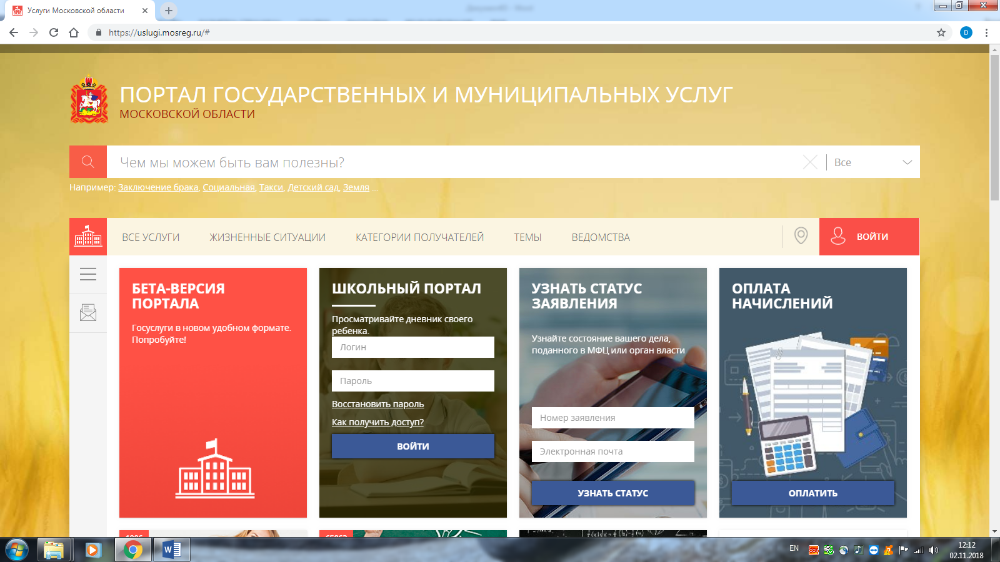 Услуги Московской области
https://uslugi.mosreg.ru/#
D
ПОРТАЛ ГОСУДАРСТВЕННЫХ И МУНИЦИПАЛЬНЫХ УСЛУГ
МОСКОВСКОЙ ОБЛАСТИ
Чем мы можем быть вам полезны?
Все
Например: Заключение брака, Социальная, Такси, Детский сад, Земля ...
ВСЕ УСЛУГИ
ЖИЗНЕННЫЕ СИТУАЦИИ
КАТЕГОРИИ ПОЛУЧАТЕЛЕЙ
ТЕМЫ
ВЕДОМСТВА
ВОЙТИ
БЕТА-ВЕРСИЯ
ПОРТАЛА
Госуслуги в новом удобном формате.
Попробуйте!
ШКОЛЬНЫЙ ПОРТАЛ
Просматривайте дневник своего
ребенка.
Логин
Пароль
Восстановить пароль
Как получить доступ?
ВОЙТИ
УЗНАТЬ СТАТУС
ЗАЯВЛЕНИЯ
Узнайте состояние вашего дела,
поданного в МФЦ или орган власти
Номер заявления
Электронная почта
УЗНАТЬ СТАТУС
ОПЛАТА
НАЧИСЛЕНИЙ
ОПЛАТИТЬ
EN
12:12
02.11.2018